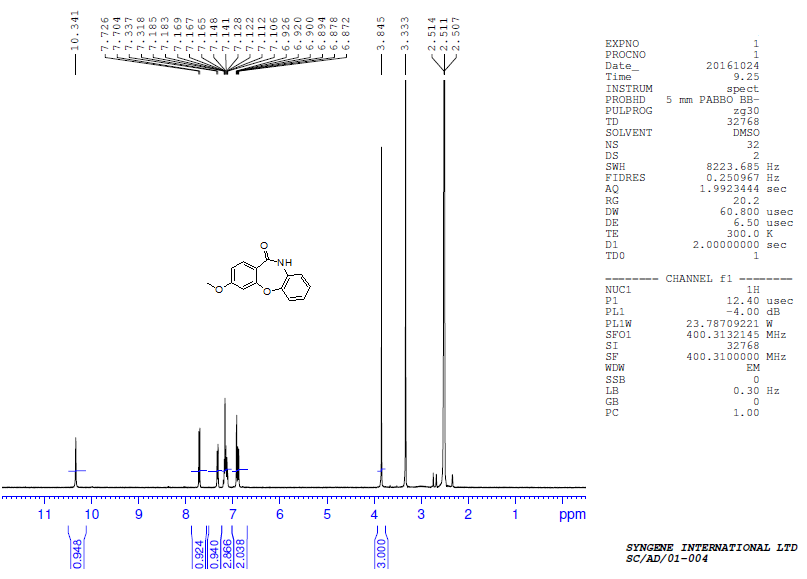 10.341
7.726
7.704
7.337
7.318
7.185
7.183
7.169
7.167
7.165
7.148
7.141
7.128
7.122
7.112
7.106
6.926
6.920
6.900
6.894
6.878
6.872
3.845
3.333
2.514
2.511
2.507
EXPNO 1
PROCNO 1
Date_ 20161024
Time 9.25
INSTRUM spect
PROBHD 5 mm PABBO BB-
PULPROG zg30
TD 32768
SOLVENT DMSO
NS 32
DS 2
SWH 8223.685 Hz
FIDRES 0.250967 Hz
AQ 1.9923444 sec
RG 20.2
DW 60.800 usec
DE 6.50 usec
TE 300.0 K
D1 2.00000000 sec
TD0 1
======== CHANNEL f1 ========
NUC1 1H
P1 12.40 usec
PL1 -4.00 dB
PL1W 23.78709221 W
SFO1 400.3132145 MHz
SI 32768
SF 400.3100000 MHz
WDW EM
SSB 0
LB 0.30 Hz
GB 0
PC 1.00
O
NH
O
O
11 10 9 8 7 6 5 4 3 2 1 ppm
0.948
0.924
0.940
2.866
2.038
3.000
SYNGENE INTERNATIONAL LTD
SC/AD/01-004